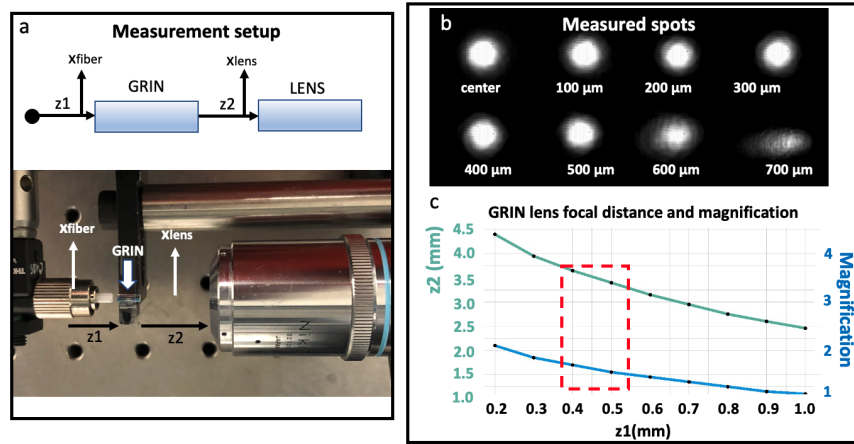 a
Measurement setup
xfiber
xlens
GRIN
LENS
z1
z2
xfiber
GRIN
xlens
z1
z2
NIK
b
Measured spots
center
100 µm
200 µm
300 µm
400 µm
500 µm
600 µm
700 µm
c
GRIN lens focal distance and magnification
z2 (mm)
4.5
4.0
3.5
3.0
2.5
2.0
1.5
1.0
4
3
2
1
Magnification
0.2 0.3 0.4 0.5 0.6 0.7 0.8 0.9 1.0
z1(mm)